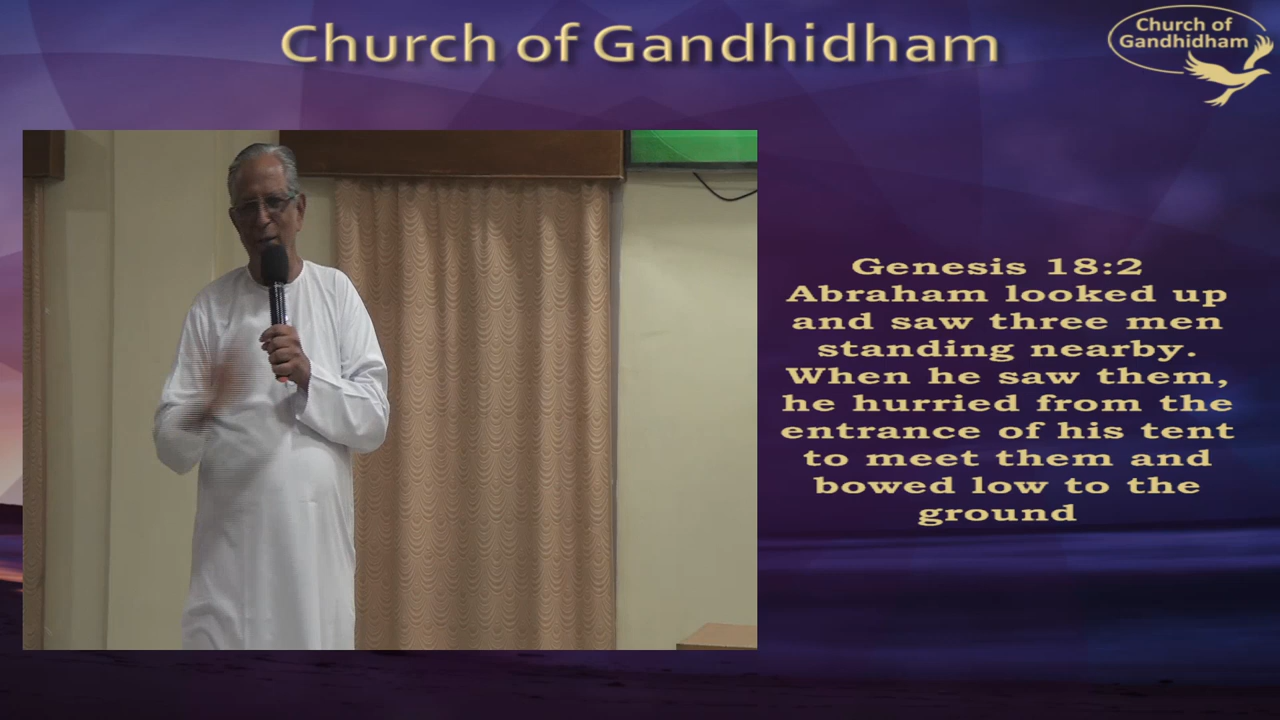 Church of Gandhidham
Church of
Gandhidham
Genesis 18:2
Abraham looked up
and saw three men
standing nearby.
When he saw them,
he hurried from the
entrance of his tent
to meet them and
bowed low to the
ground